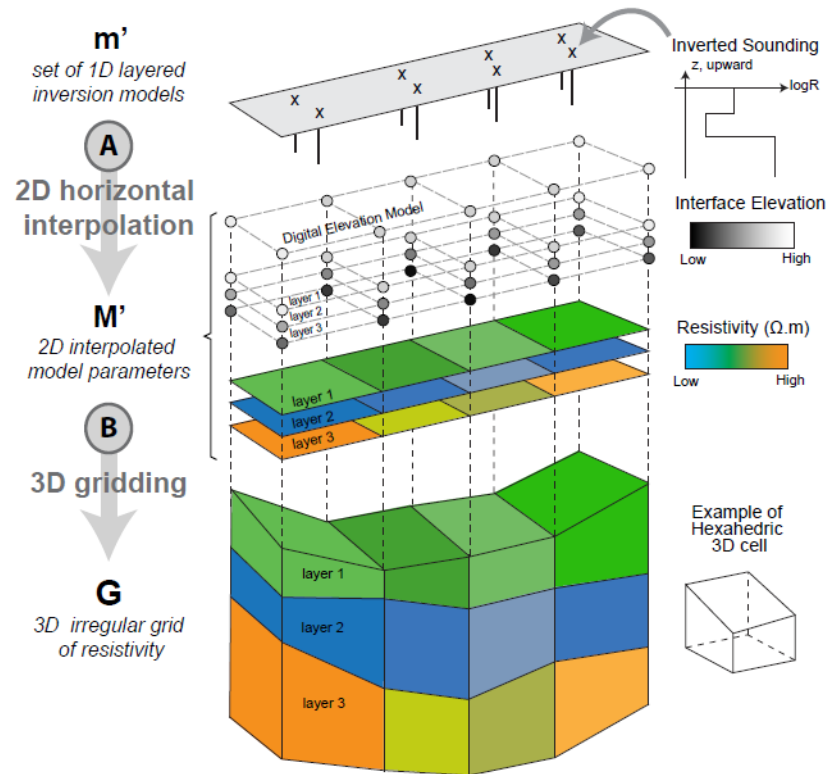 m’
set of 1D layered
inversion models
A
2D horizontal
interpolation
M’
2D interpolated
model parameters
B
3D gridding
G
3D irregular grid
of resistivity
x
x
x
x
x
x
x
x
Digital Elevation Model
layer 1
layer 2
layer 3
layer 1
layer 2
layer 3
layer 1
layer 2
layer 3
Inverted Sounding
z, upward
logR
Interface Elevation
Low
High
Resistivity (Ω.m)
Low
High
Example of
Hexahedric
3D cell